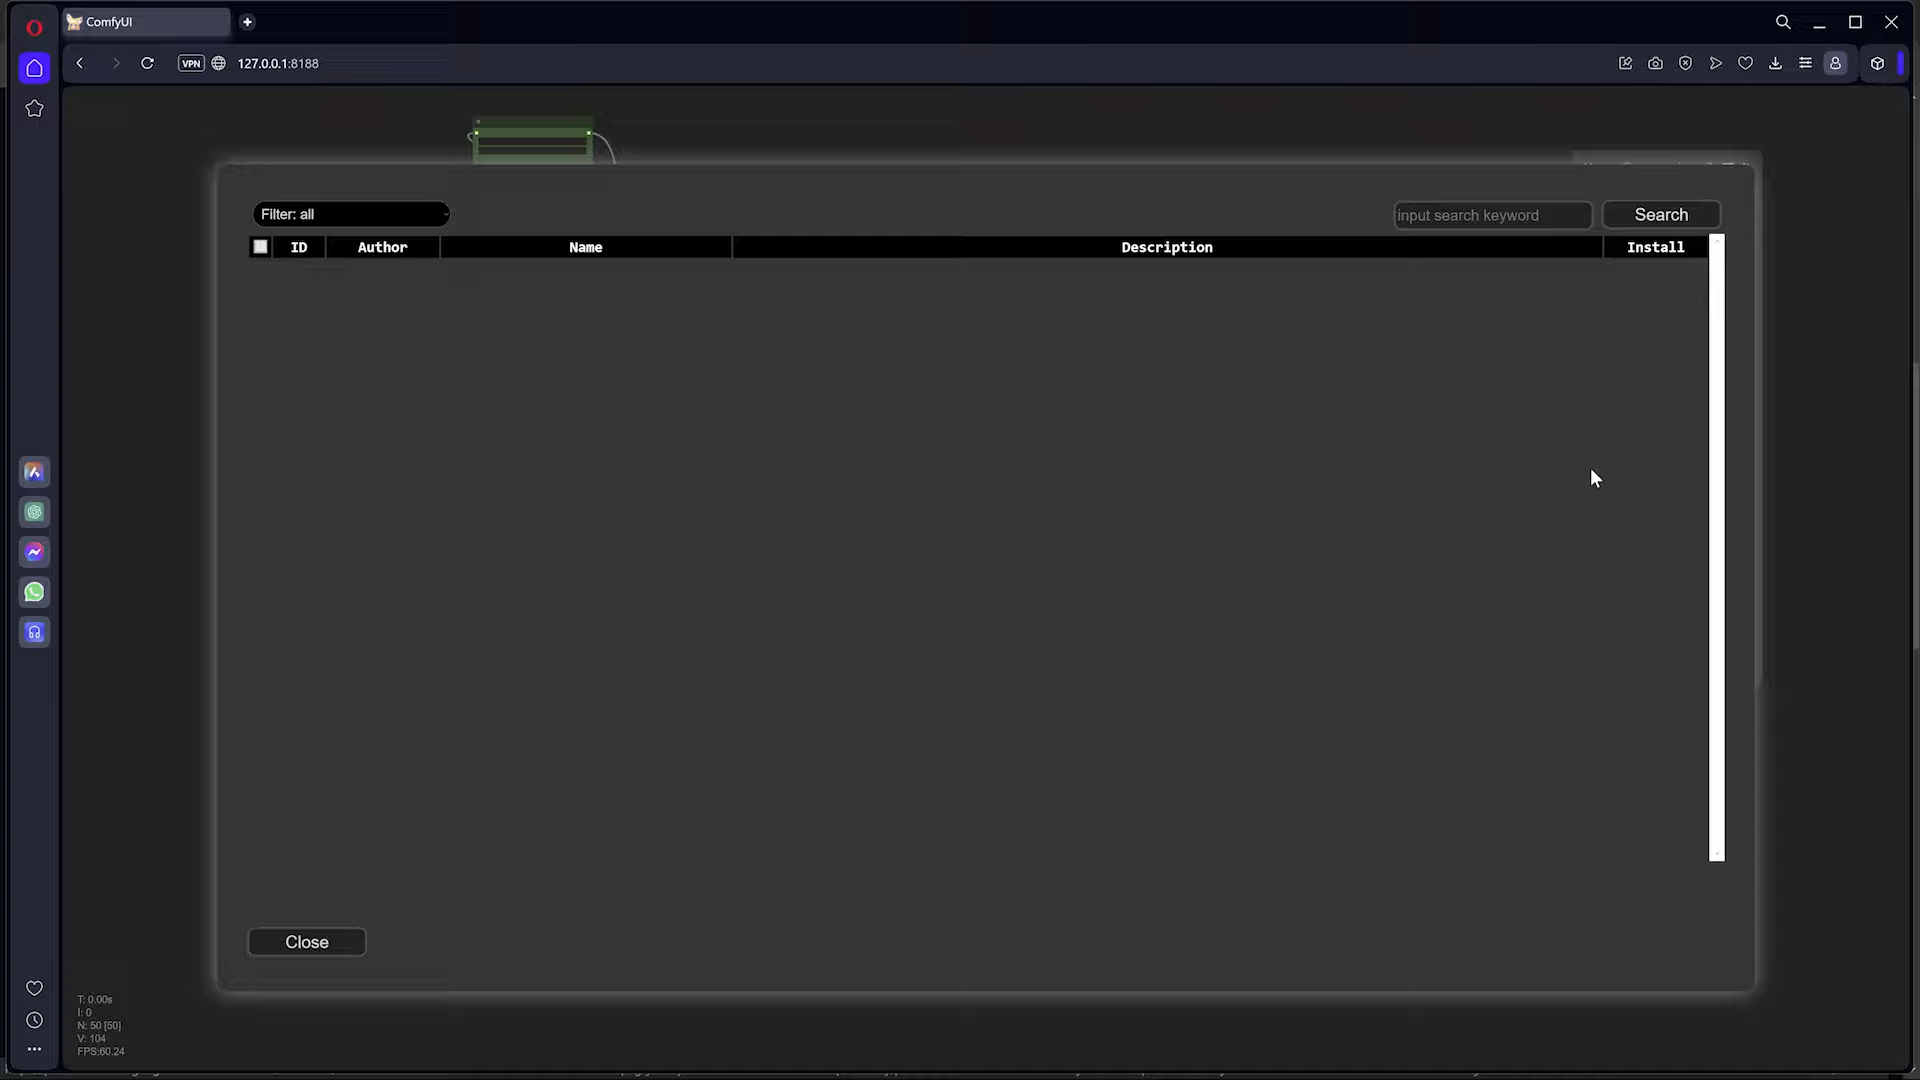 ComfyUI
VPN
127.0.0.1:8188
Filter: all
input search keyword
Search
ID
Author
Name
Description
Install
Close
T: 0.00s
I: 0
N: 50 [50]
V: 104
FPS:60.24